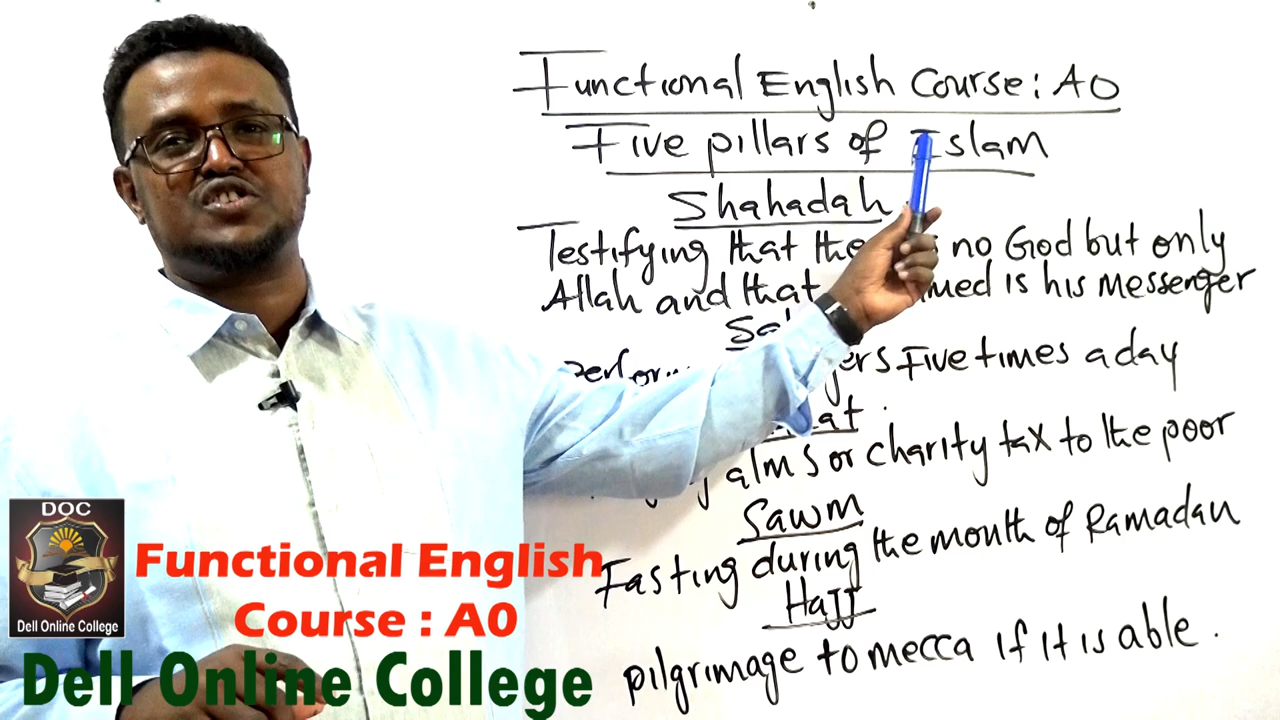 Functional English Course: A0
Five pillars of Islam
Shahadah
Testifying that no God but only
Allah and that is his messenger
Five times a day
alms or charity tax to the poor
Sawm
Fasting during the month of Ramadan
Hajj
pilgrimage to mecca if it is able.
DOC
Dell Online College
Functional English
Course : A0
Dell Online College